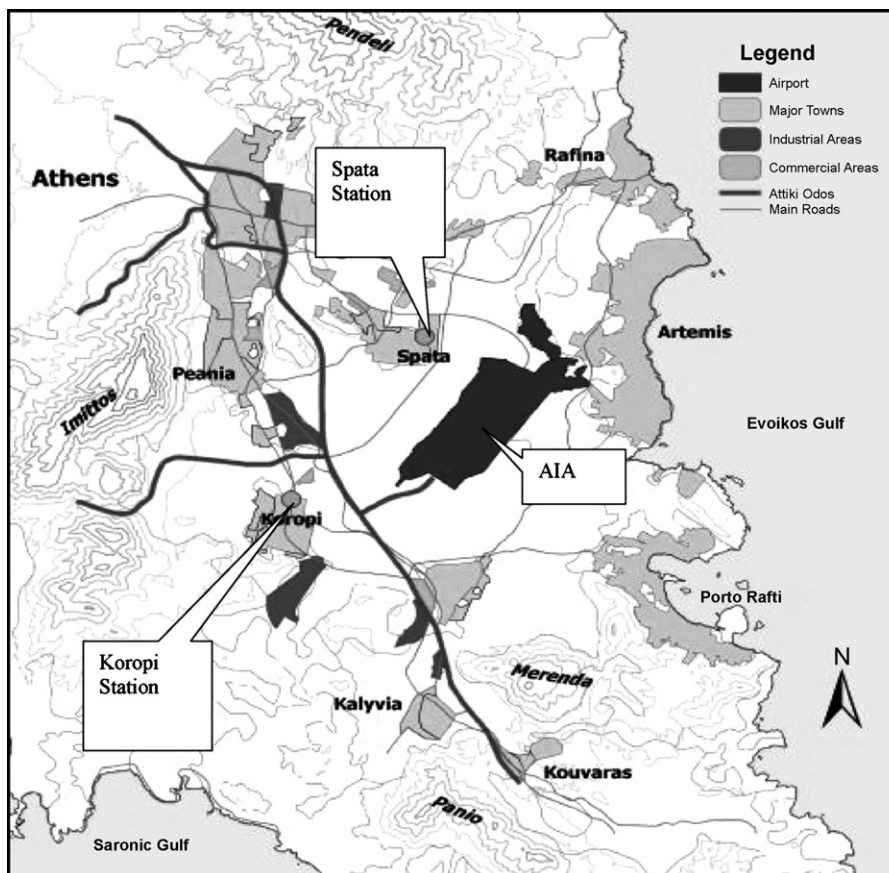 Pendeli
Legend
Airport
Major Towns
Industrial Areas
Commercial Areas
Attiki Odos
Main Roads
Rafina
Spata
Station
Athens
Artemis
Spata
Peania
Imittos
Evoikos Gulf
AIA
Koropi
Porto Rafti
Koropi
Station
N
Merenda
Kalyvia
Kouvaras
Panio
Saronic Gulf